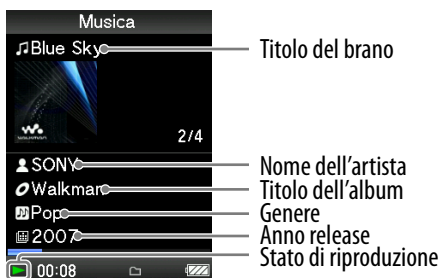 Musica
Blue Sky
Titolo del brano
WALKMAN
2/4
SONY
Nome dell'artista
Walkman
Titolo dell'album
Pop
Genere
2007
Anno release
Stato di riproduzione
00:08